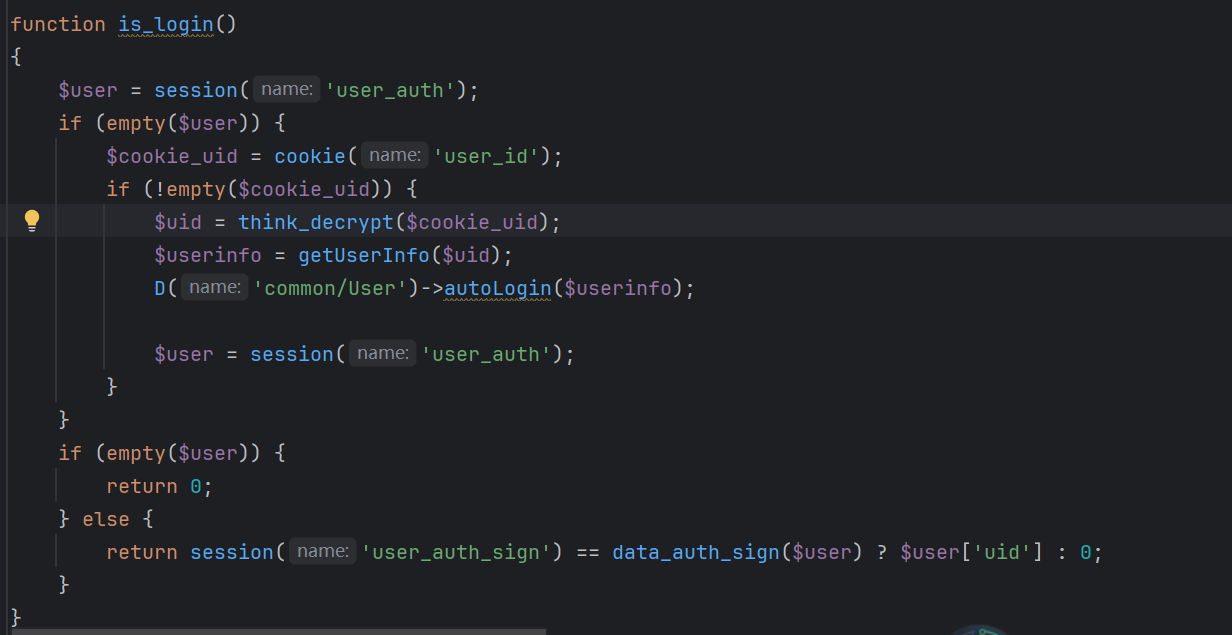 function is_login()
{
    $user = session( name: 'user_auth');
    if (empty($user)) {
        $cookie_uid = cookie( name: 'user_id');
        if (!empty($cookie_uid)) {
            $uid = think_decrypt($cookie_uid);
            $userinfo = getUserInfo($uid);
            D( name: 'common/User')->autoLogin($userinfo);
            $user = session( name: 'user_auth');
        }
    }
    if (empty($user)) {
        return 0;
    } else {
        return session( name: 'user_auth_sign') == data_auth_sign($user) ? $user['uid'] : 0;
    }
}